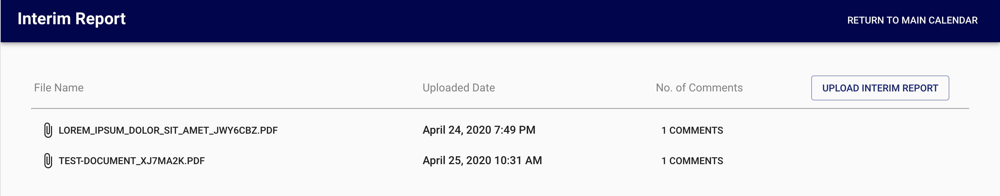 Interim Report
RETURN TO MAIN CALENDAR
File Name Uploaded Date No. of Comments UPLOAD INTERIM REPORT
LOREM_IPSUM_DOLOR_SIT_AMET_JWY6CBZ.PDF April 24, 2020 7:49 PM 1 COMMENTS
TEST-DOCUMENT_XJ7MA2K.PDF April 25, 2020 10:31 AM 1 COMMENTS